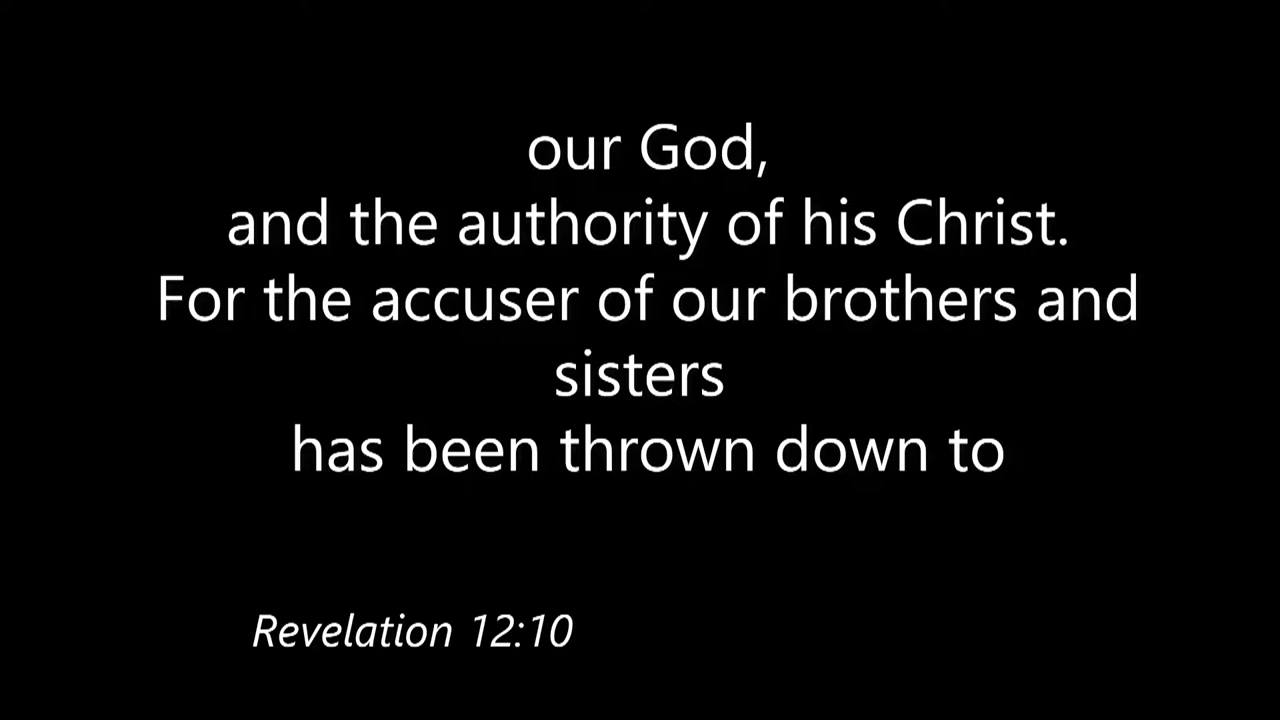 our God,
and the authority of his Christ.
For the accuser of our brothers and
sisters
has been thrown down to
Revelation 12:10